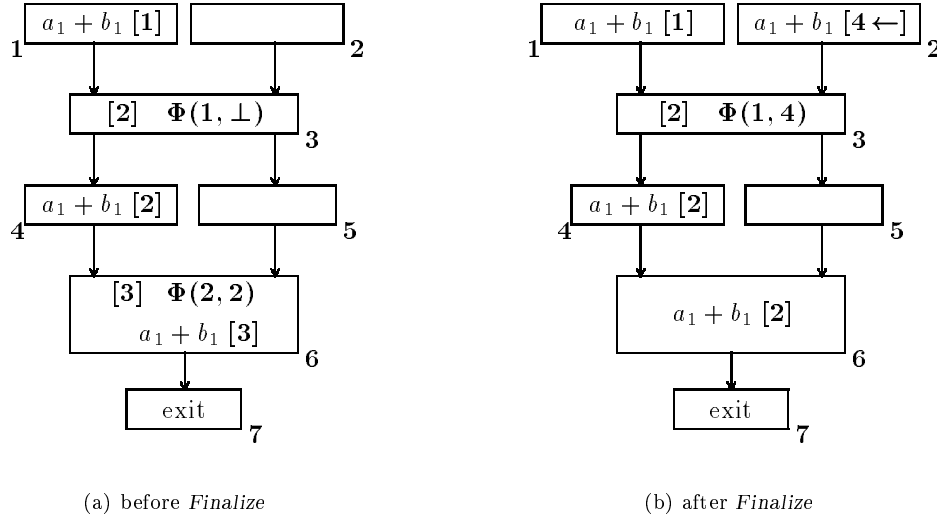 a1 + b1 [1]
1
2
[2] Φ(1, ⊥)
3
a1 + b1 [2]
4
5
[3] Φ(2, 2)
a1 + b1 [3]
6
exit
7
(a) before Finalize
a1 + b1 [1]
a1 + b1 [4 ←]
1
2
[2] Φ(1, 4)
3
a1 + b1 [2]
4
5
a1 + b1 [2]
6
exit
7
(b) after Finalize